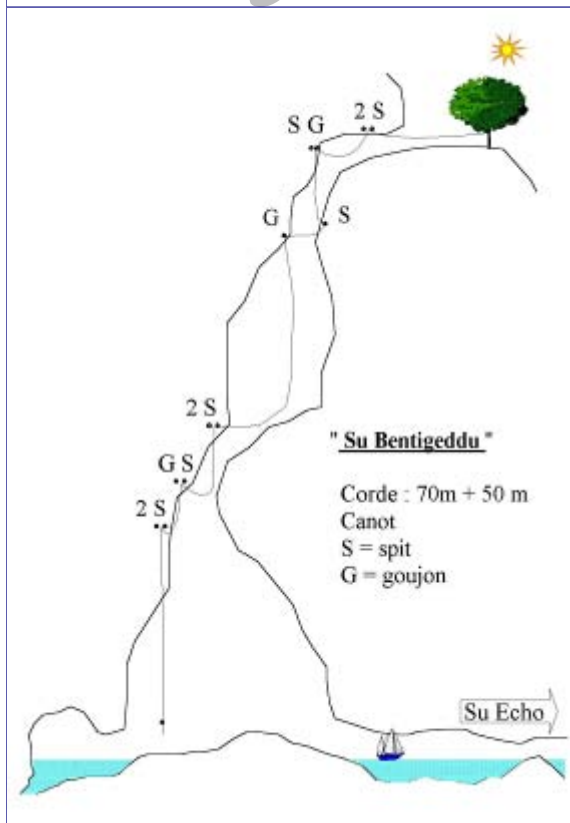 2 S
S G
S
G
2 S
G S
2 S
" Su Bentigeddu "
Corde : 70m + 50 m
Canot
S = spit
G = goujon
Su Echo